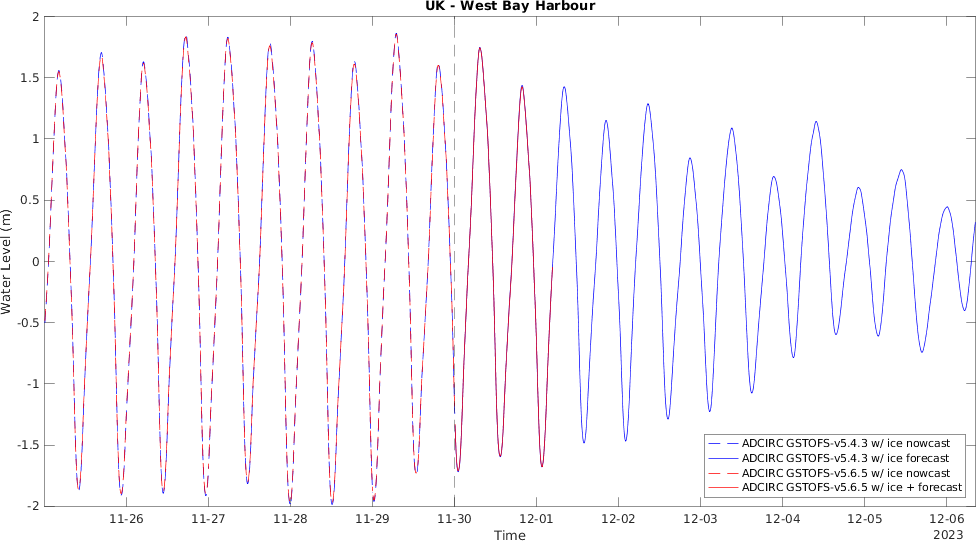 UK - West Bay Harbour
2
1.5
1
0.5
0
-0.5
-1
-1.5
-2
Water Level (m)
ADCIRC GSTOFS-v5.4.3 w/ ice nowcast
ADCIRC GSTOFS-v5.4.3 w/ ice forecast
ADCIRC GSTOFS-v5.6.5 w/ ice nowcast
ADCIRC GSTOFS-v5.6.5 w/ ice + forecast
11-26 11-27 11-28 11-29 11-30 12-01 12-02 12-03 12-04 12-05 12-06
Time 2023